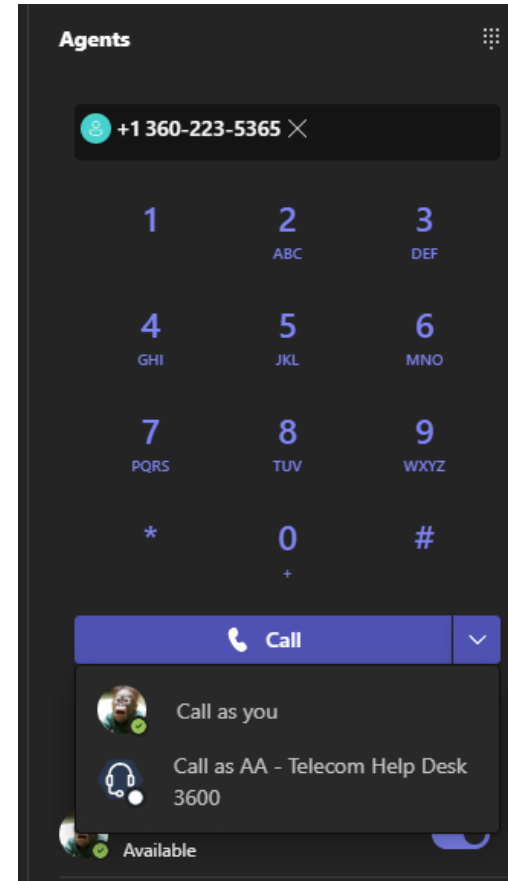 Agents
+1 360-223-5365
1
2
3
ABC
DEF
4
5
6
GHI
JKL
MNO
7
8
9
PQRS
TUV
WXYZ
*
0
#
+
Call
Call as you
Call as AA - Telecom Help Desk
3600
Available